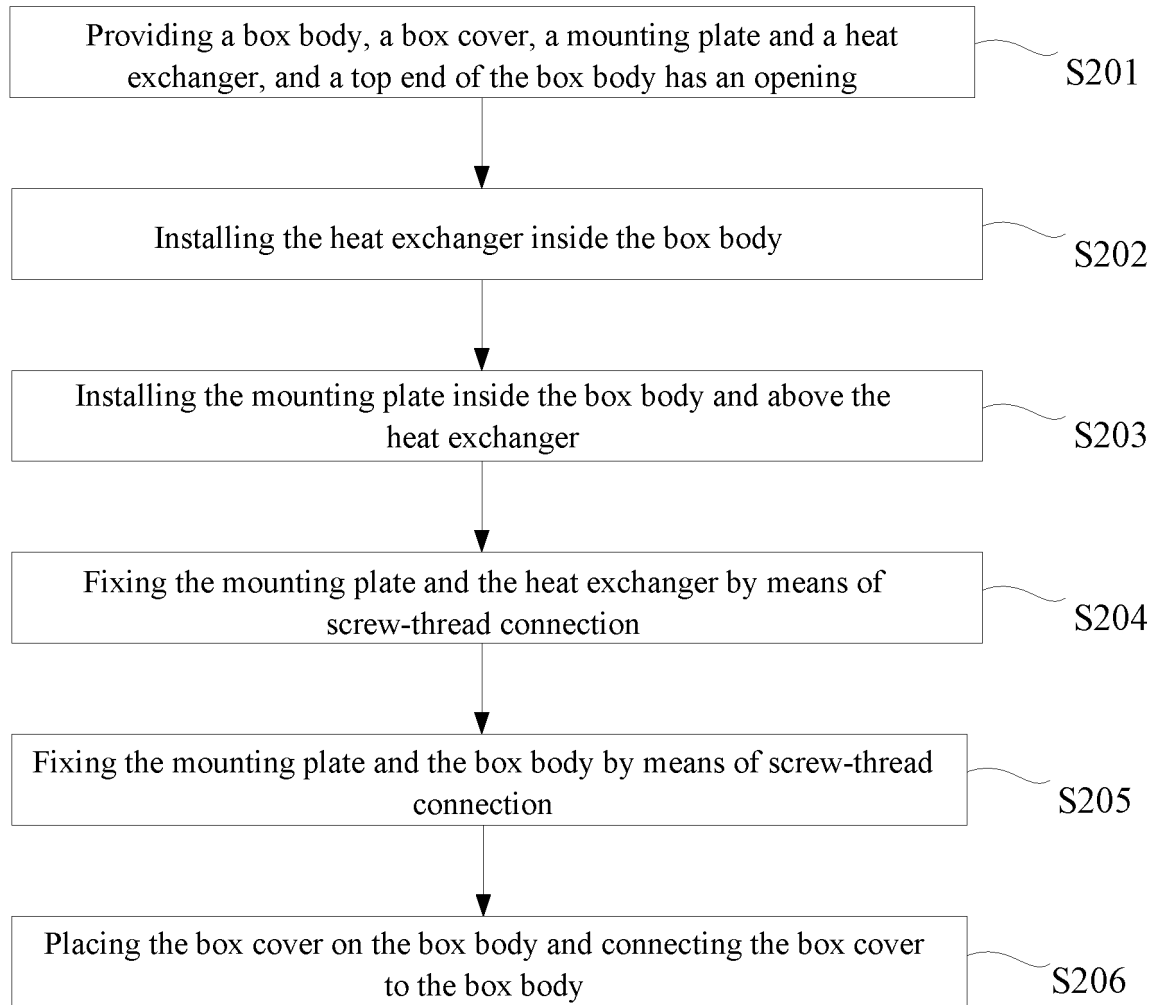 Providing a box body, a box cover, a mounting plate and a heat
exchanger, and a top end of the box body has an opening
S201
Installing the heat exchanger inside the box body
S202
Installing the mounting plate inside the box body and above the
heat exchanger
S203
Fixing the mounting plate and the heat exchanger by means of
screw-thread connection
S204
Fixing the mounting plate and the box body by means of screw-thread
connection
S205
Placing the box cover on the box body and connecting the box cover
to the box body
S206